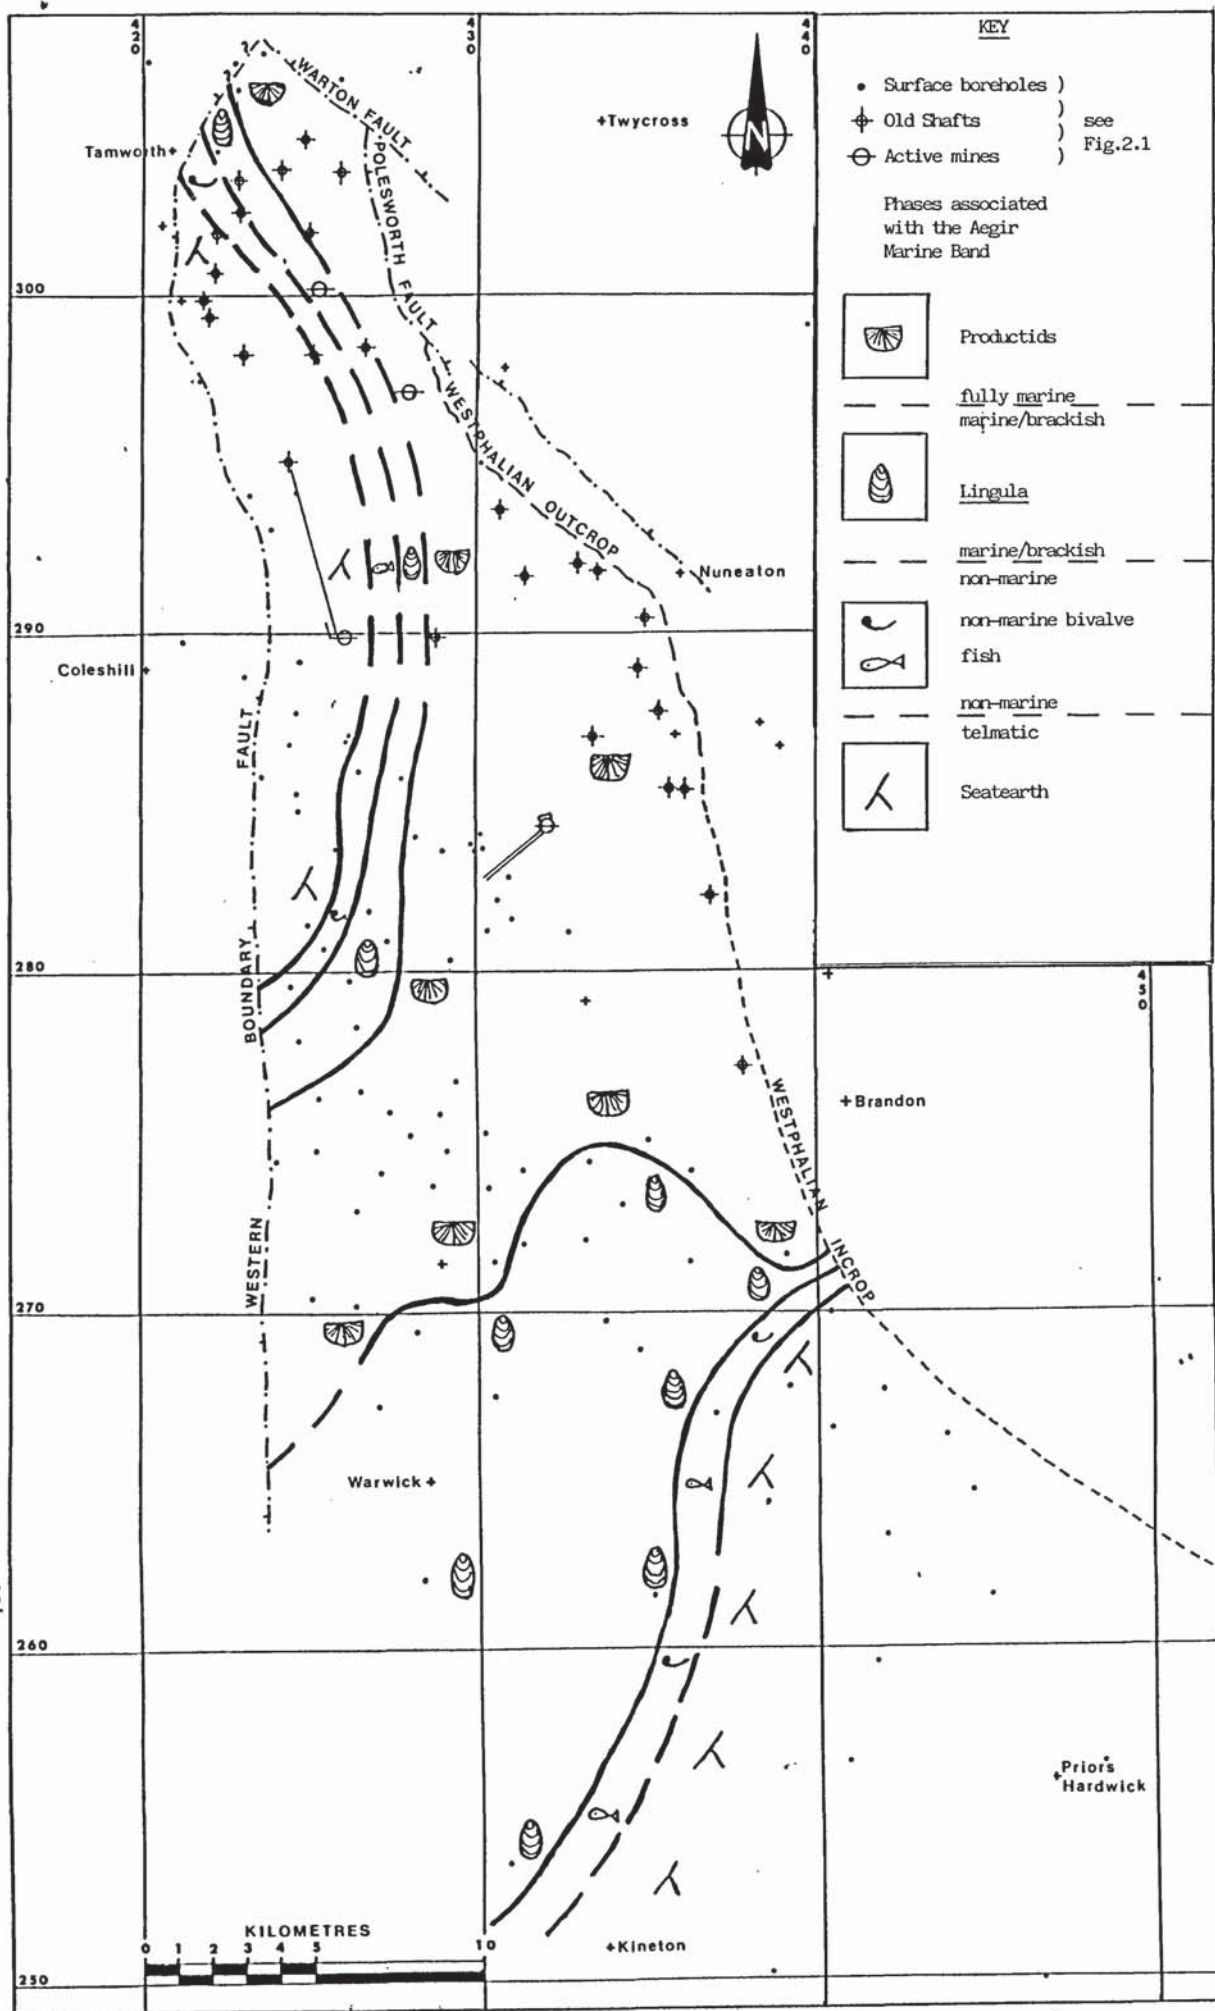 420
430
440
KEY
Surface boreholes )
)
Old Shafts ) see
) Fig.2.1
Active mines )
Phases associated
with the Aegir
Marine Band
Productids
fully marine
marine/brackish
Lingula
marine/brackish
non-marine
non-marine bivalve
fish
non-marine
telmatic
Seatearth
N
WARTON FAULT
Twycross
Tamworth
POLESWORTH FAULT
300
WESTPHALIAN OUTCROP
Nuneaton
290
Coleshill
WESTERN BOUNDARY FAULT
280
450
Brandon
WESTPHALIAN INCROP
270
Warwick
260
Priors
Hardwick
KILOMETRES
0 1 2 3 4 5 10
Kineton
250